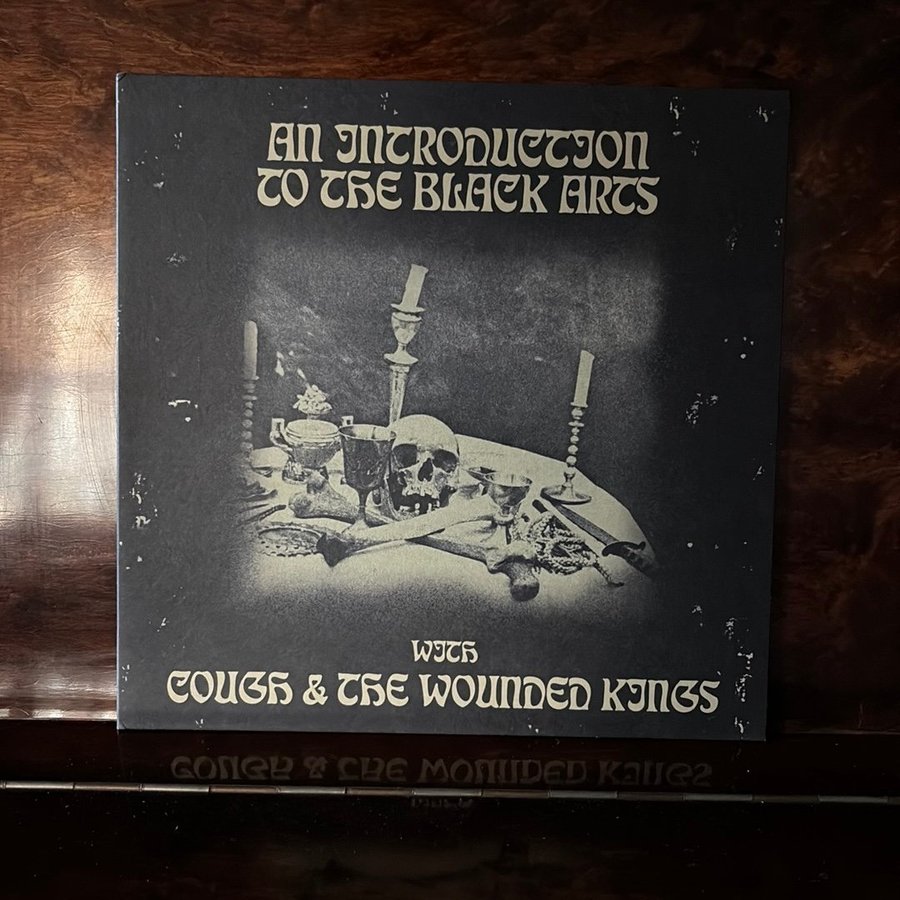 AN INTRODUCTION
TO THE BLACK ARTS
WITH
COUGH & THE WOUNDED KINGS